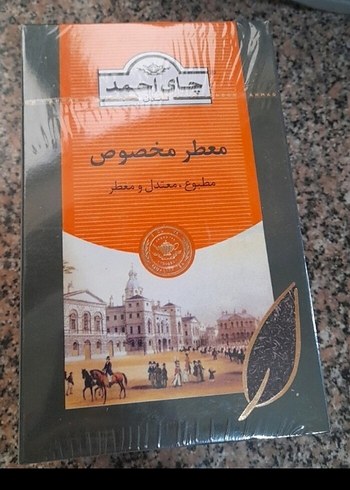 چای احمد
معطر مخصوص
مطبوع، معتدل و معطر